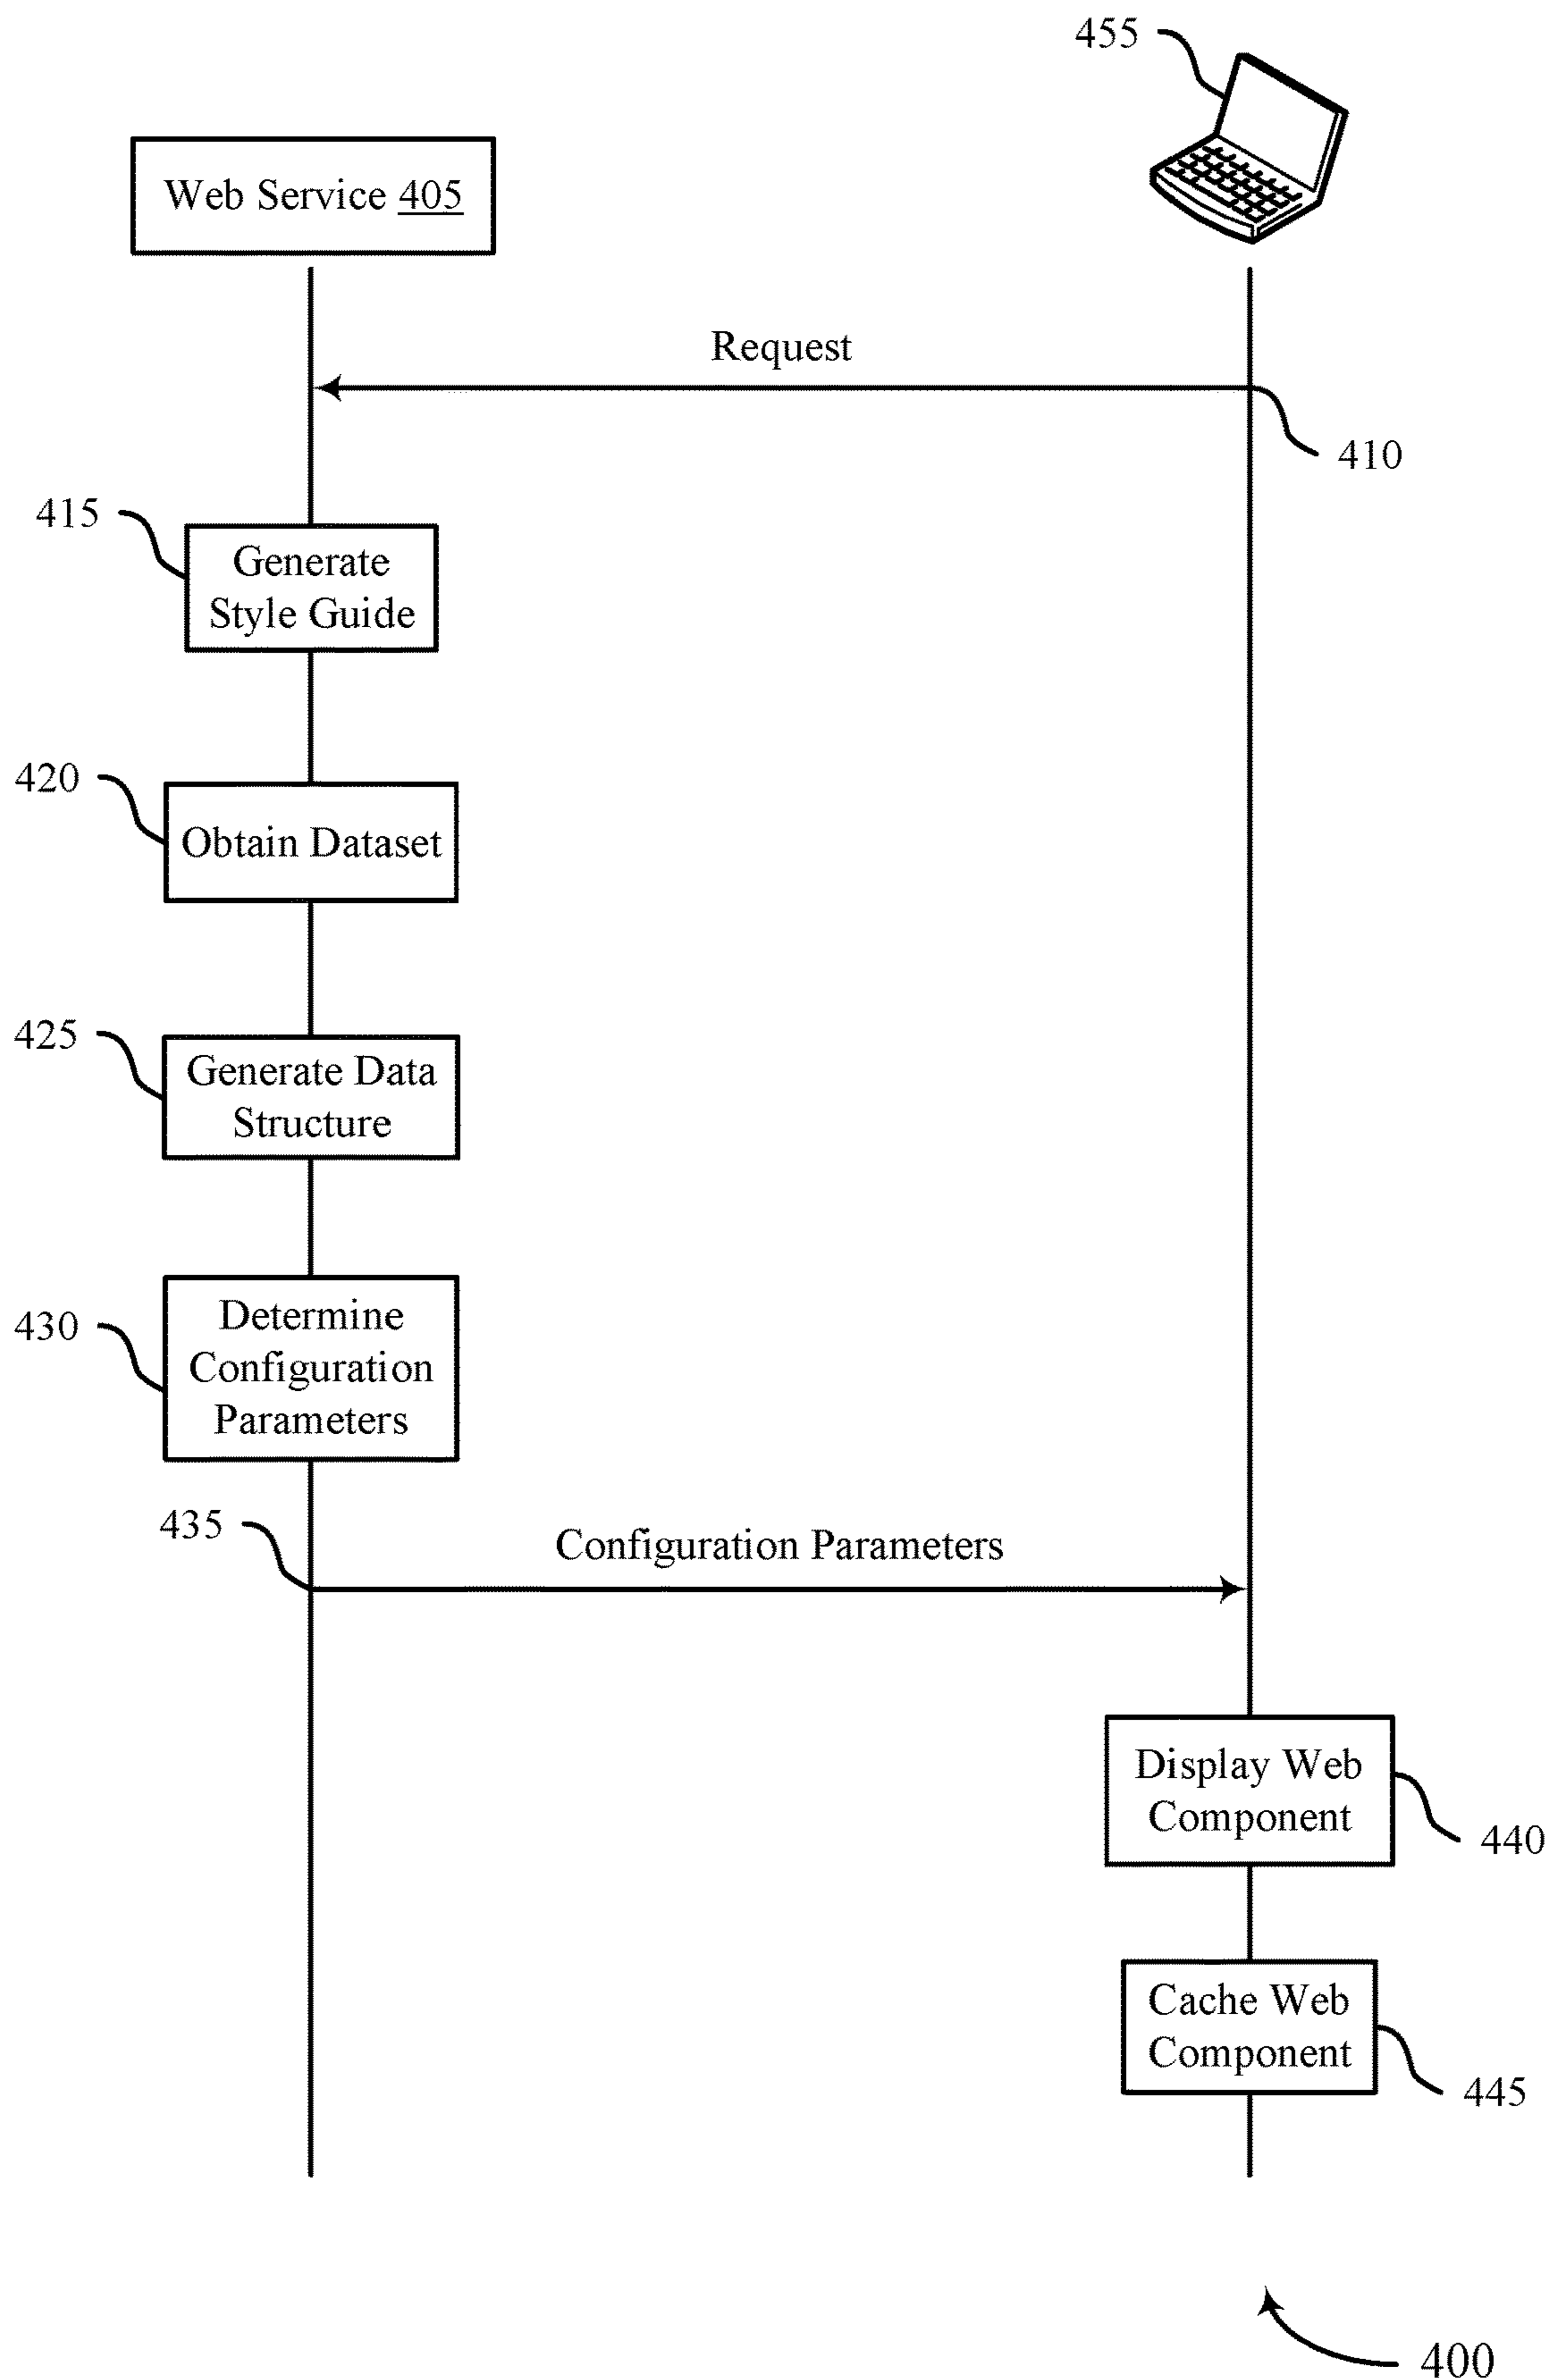 455
Web Service 405
Request
410
415
Generate
Style Guide
420
Obtain Dataset
425
Generate Data
Structure
430
Determine
Configuration
Parameters
435
Configuration Parameters
Display Web
Component
440
Cache Web
Component
445
400